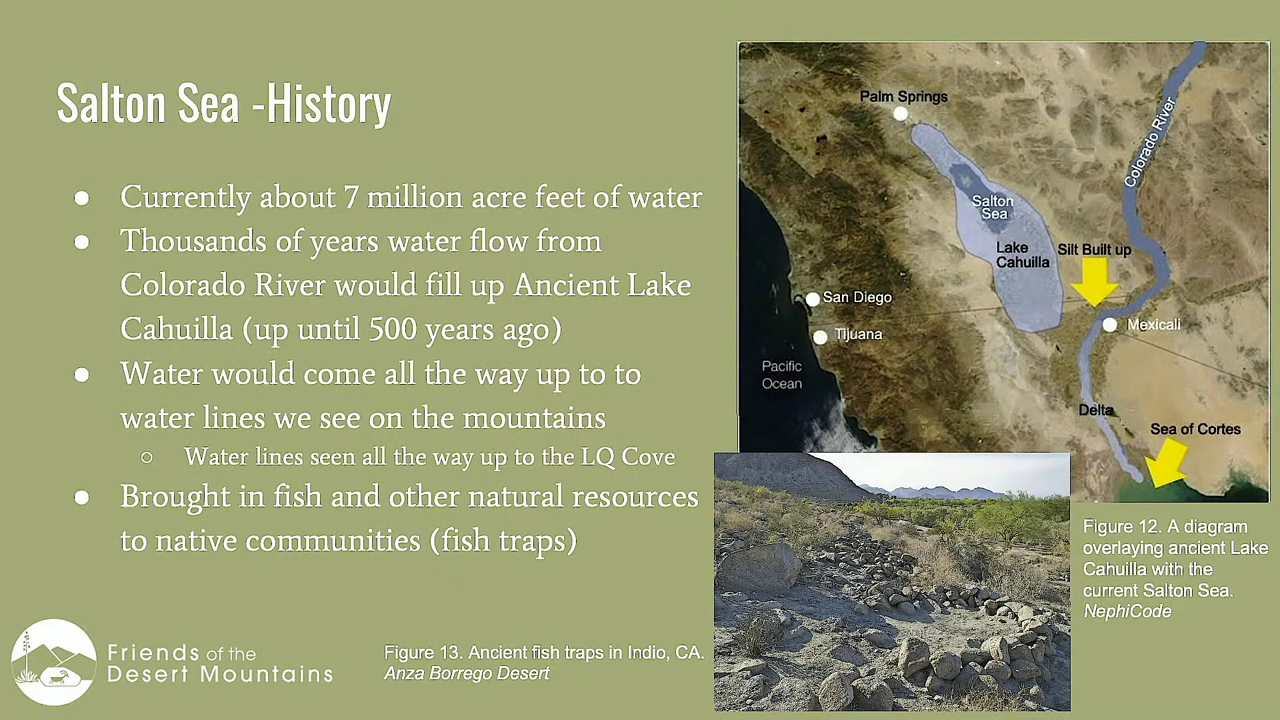 Salton Sea -History
● Currently about 7 million acre feet of water
● Thousands of years water flow from
Colorado River would fill up Ancient Lake
Cahuilla (up until 500 years ago)
● Water would come all the way up to to
water lines we see on the mountains
○ Water lines seen all the way up to the LQ Cove
● Brought in fish and other natural resources
to native communities (fish traps)
Palm Springs
Colorado River
Salton
Sea
Lake
Cahuilla
Silt Built up
San Diego
Tijuana
Mexicali
Pacific
Ocean
Delta
Sea of Cortes
Figure 12. A diagram
overlaying ancient Lake
Cahuilla with the
current Salton Sea.
NephiCode
Friends of the
Desert Mountains
Figure 13. Ancient fish traps in Indio, CA.
Anza Borrego Desert